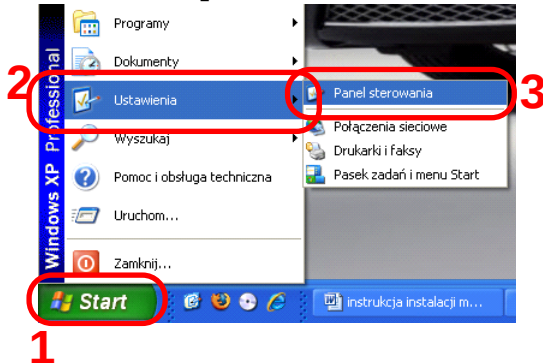 Programy
Dokumenty
2
Ustawienia
Panel sterowania
3
Połączenia sieciowe
Wyszukaj
Drukarki i faksy
Pomoc i obsługa techniczna
Pasek zadań i menu Start
Uruchom...
Zamknij...
Windows XP Professional
Start
instrukcja instalacji m...
1